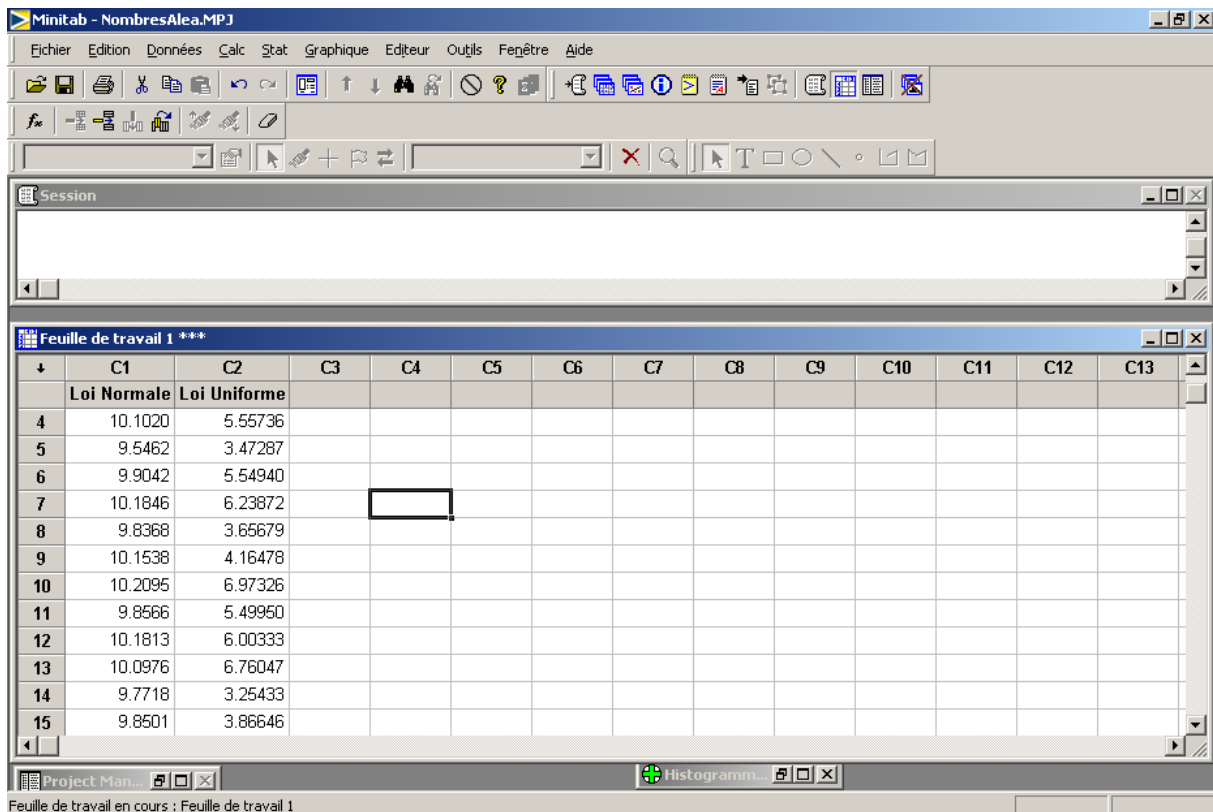 Minitab - NombresAlea.MPJ
Fichier Edition Données Calc Stat Graphique Editeur Outils Fenêtre Aide
Session
Feuille de travail 1 ***
C1 C2 C3 C4 C5 C6 C7 C8 C9 C10 C11 C12 C13
Loi Normale Loi Uniforme
4 10.1020 5.55736
5 9.5462 3.47287
6 9.9042 5.54940
7 10.1846 6.23872
8 9.8368 3.65679
9 10.1538 4.16478
10 10.2095 6.97326
11 9.8566 5.49950
12 10.1813 6.00333
13 10.0976 6.76047
14 9.7718 3.25433
15 9.8501 3.86646
Project Man... Histogramm...
Feuille de travail en cours : Feuille de travail 1